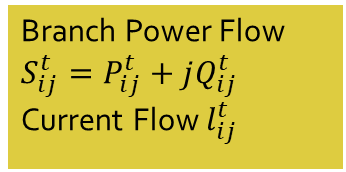 Branch Power Flow
$S_{ij}^{t} = P_{ij}^{t} + jQ_{ij}^{t}$
Current Flow $l_{ij}^{t}$